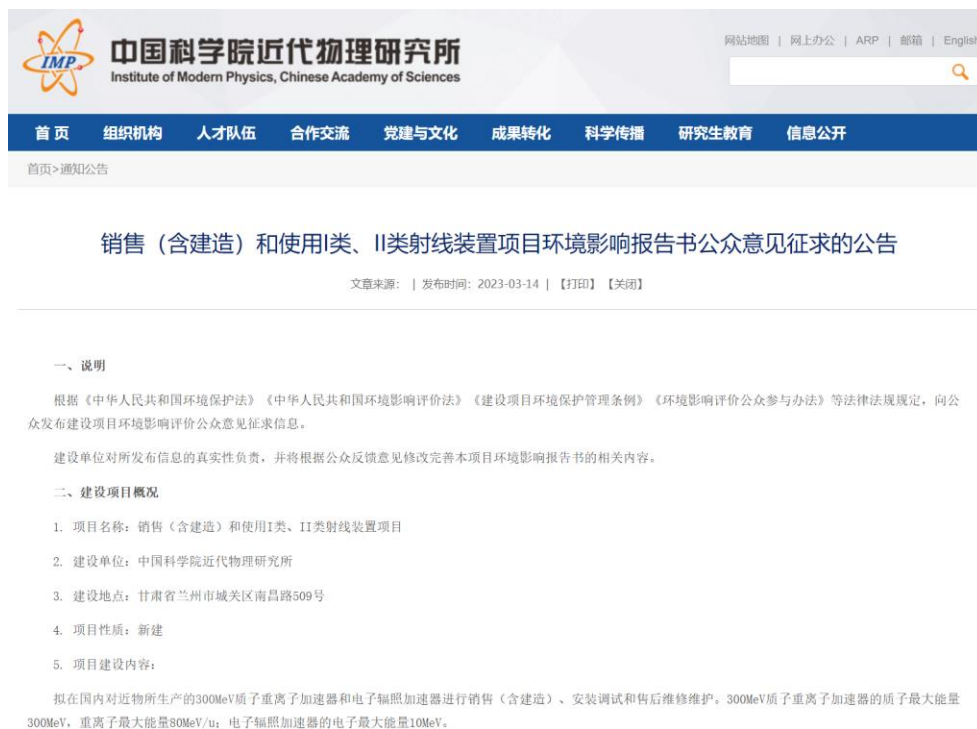 IMP
中国科学院近代物理研究所
Institute of Modern Physics, Chinese Academy of Sciences
网站地图 | 网上办公 | ARP | 邮箱 | English
首页 组织机构 人才队伍 合作交流 党建与文化 成果转化 科学传播 研究生教育 信息公开
首页>通知公告
销售（含建造）和使用I类、II类射线装置项目环境影响报告书公众意见征求的公告
文章来源： | 发布时间：2023-03-14 | 【打印】【关闭】
一、说明
根据《中华人民共和国环境保护法》《中华人民共和国环境影响评价法》《建设项目环境保护管理条例》《环境影响评价公众参与办法》等法律法规规定，向公
众发布建设项目环境影响评价公众意见征求信息。
建设单位对所发布信息的真实性负责，并将根据公众反馈意见修改完善本项目环境影响报告书的相关内容。
二、建设项目概况
1. 项目名称：销售（含建造）和使用I类、II类射线装置项目
2. 建设单位：中国科学院近代物理研究所
3. 建设地点：甘肃省兰州市城关区南昌路509号
4. 项目性质：新建
5. 项目建设内容：
拟在国内对近物所生产的300MeV质子重离子加速器和电子辐照加速器进行销售（含建造）、安装调试和售后维修维护。300MeV质子重离子加速器的质子最大能量
300MeV，重离子最大能量80MeV/u；电子辐照加速器的电子最大能量10MeV。